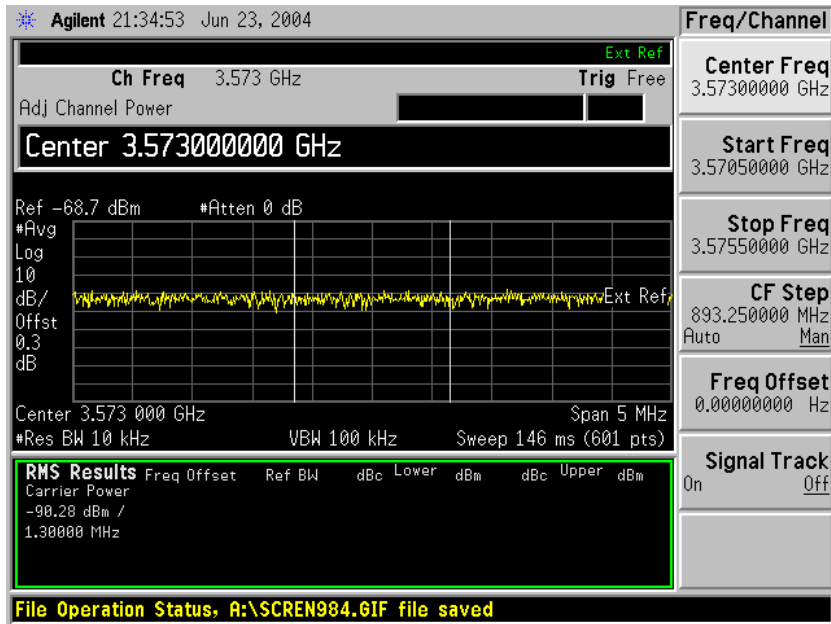 Agilent 21:34:53 Jun 23, 2004
Freq/Channel
Ext Ref
Ch Freq 3.573 GHz Trig Free
Adj Channel Power
Center 3.573000000 GHz
Ref -68.7 dBm #Atten 0 dB
#Avg
Log
10
dB/
Offst
0.3
dB
Ext Ref
Center 3.573 000 GHz Span 5 MHz
#Res BW 10 kHz VBW 100 kHz Sweep 146 ms (601 pts)
RMS Results Freq Offset Ref BW dBc Lower dBm dBc Upper dBm
Carrier Power
-90.28 dBm /
1.30000 MHz
File Operation Status, A:\SCREN984.GIF file saved
Center Freq
3.57300000 GHz
Start Freq
3.57050000 GHz
Stop Freq
3.57550000 GHz
CF Step
893.250000 MHz
Auto Man
Freq Offset
0.00000000 Hz
Signal Track
On Off